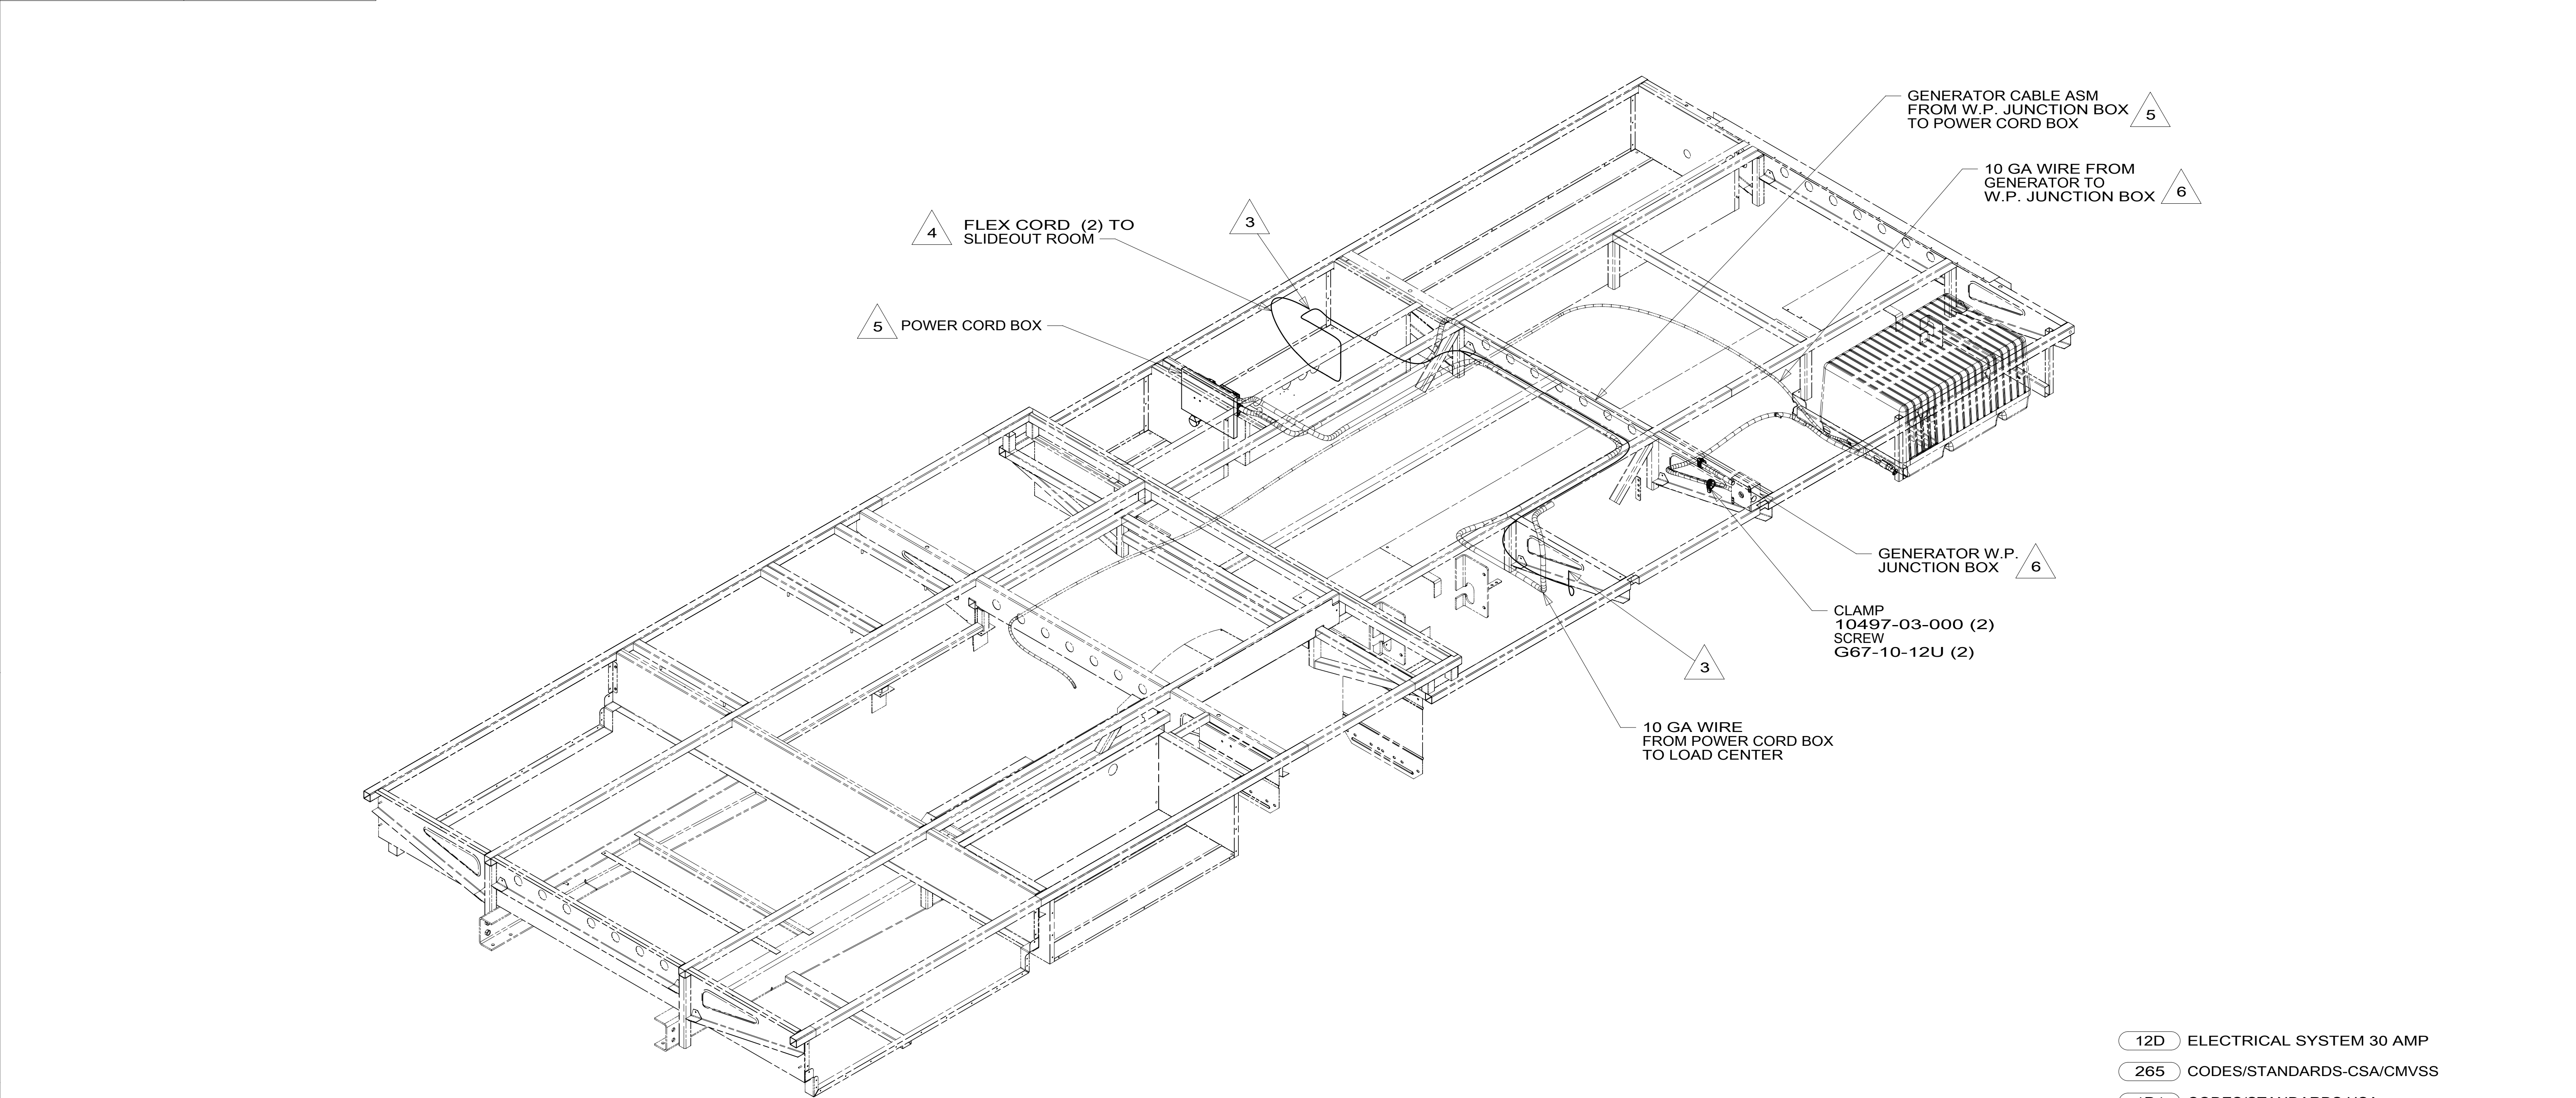 GENERATOR CABLE ASM
FROM W.P. JUNCTION BOX
TO POWER CORD BOX
5
10 GA WIRE FROM
GENERATOR TO
W.P. JUNCTION BOX
6
4
FLEX CORD (2) TO
SLIDEOUT ROOM
3
5
POWER CORD BOX
GENERATOR W.P.
JUNCTION BOX
6
CLAMP
10497-03-000 (2)
SCREW
G67-10-12U (2)
3
10 GA WIRE
FROM POWER CORD BOX
TO LOAD CENTER
12D ELECTRICAL SYSTEM 30 AMP
265 CODES/STANDARDS-CSA/CMVSS